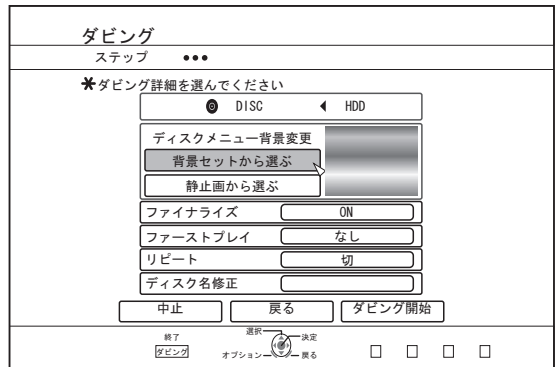 ダビング
ステップ ●●●
*ダビング詳細を選んでください
DISC ◀ HDD
ディスクメニュー背景変更
背景セットから選ぶ
静止画から選ぶ
ファイナライズ ON
ファーストプレイ なし
リピート 切
ディスク名修正
中止 戻る ダビング開始
終了 ダビング
選択 決定
オプション 戻る